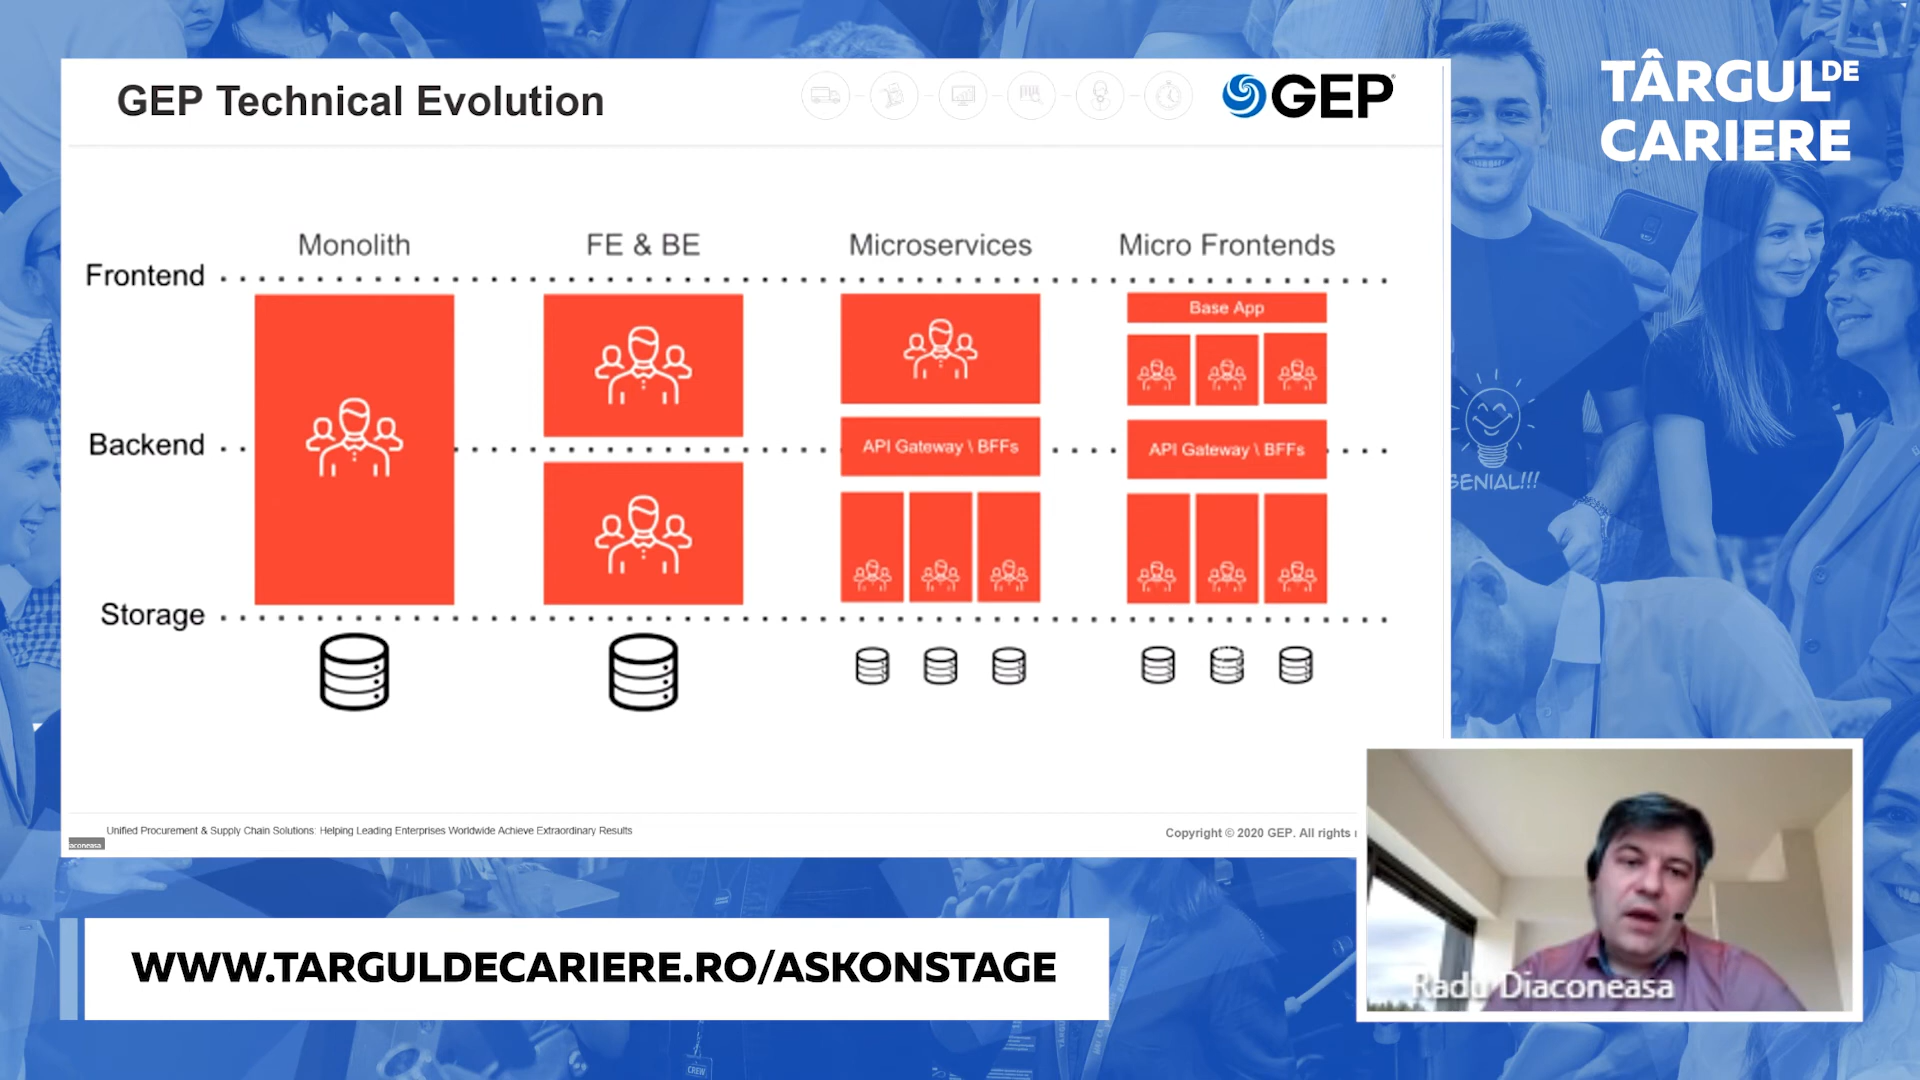 GEP Technical Evolution
GEP
TÂRGUL DE
CARIERE
Monolith
FE & BE
Microservices
Micro Frontends
Frontend
Base App
Backend
API Gateway \ BFFs
API Gateway \ BFFs
GENIAL!!!
Storage
Unified Procurement & Supply Chain Solutions: Helping Leading Enterprises Worldwide Achieve Extraordinary Results
Copyright © 2020 GEP. All rights
aconeasa
WWW.TARGULDECARIERE.RO/ASKONSTAGE
Radu Diaconeasa
CREW